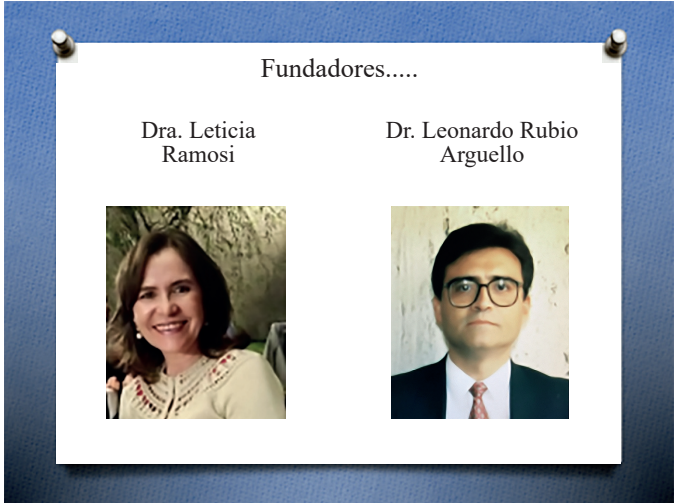 Fundadores.....
Dra. Leticia
Ramosi
Dr. Leonardo Rubio
Arguello